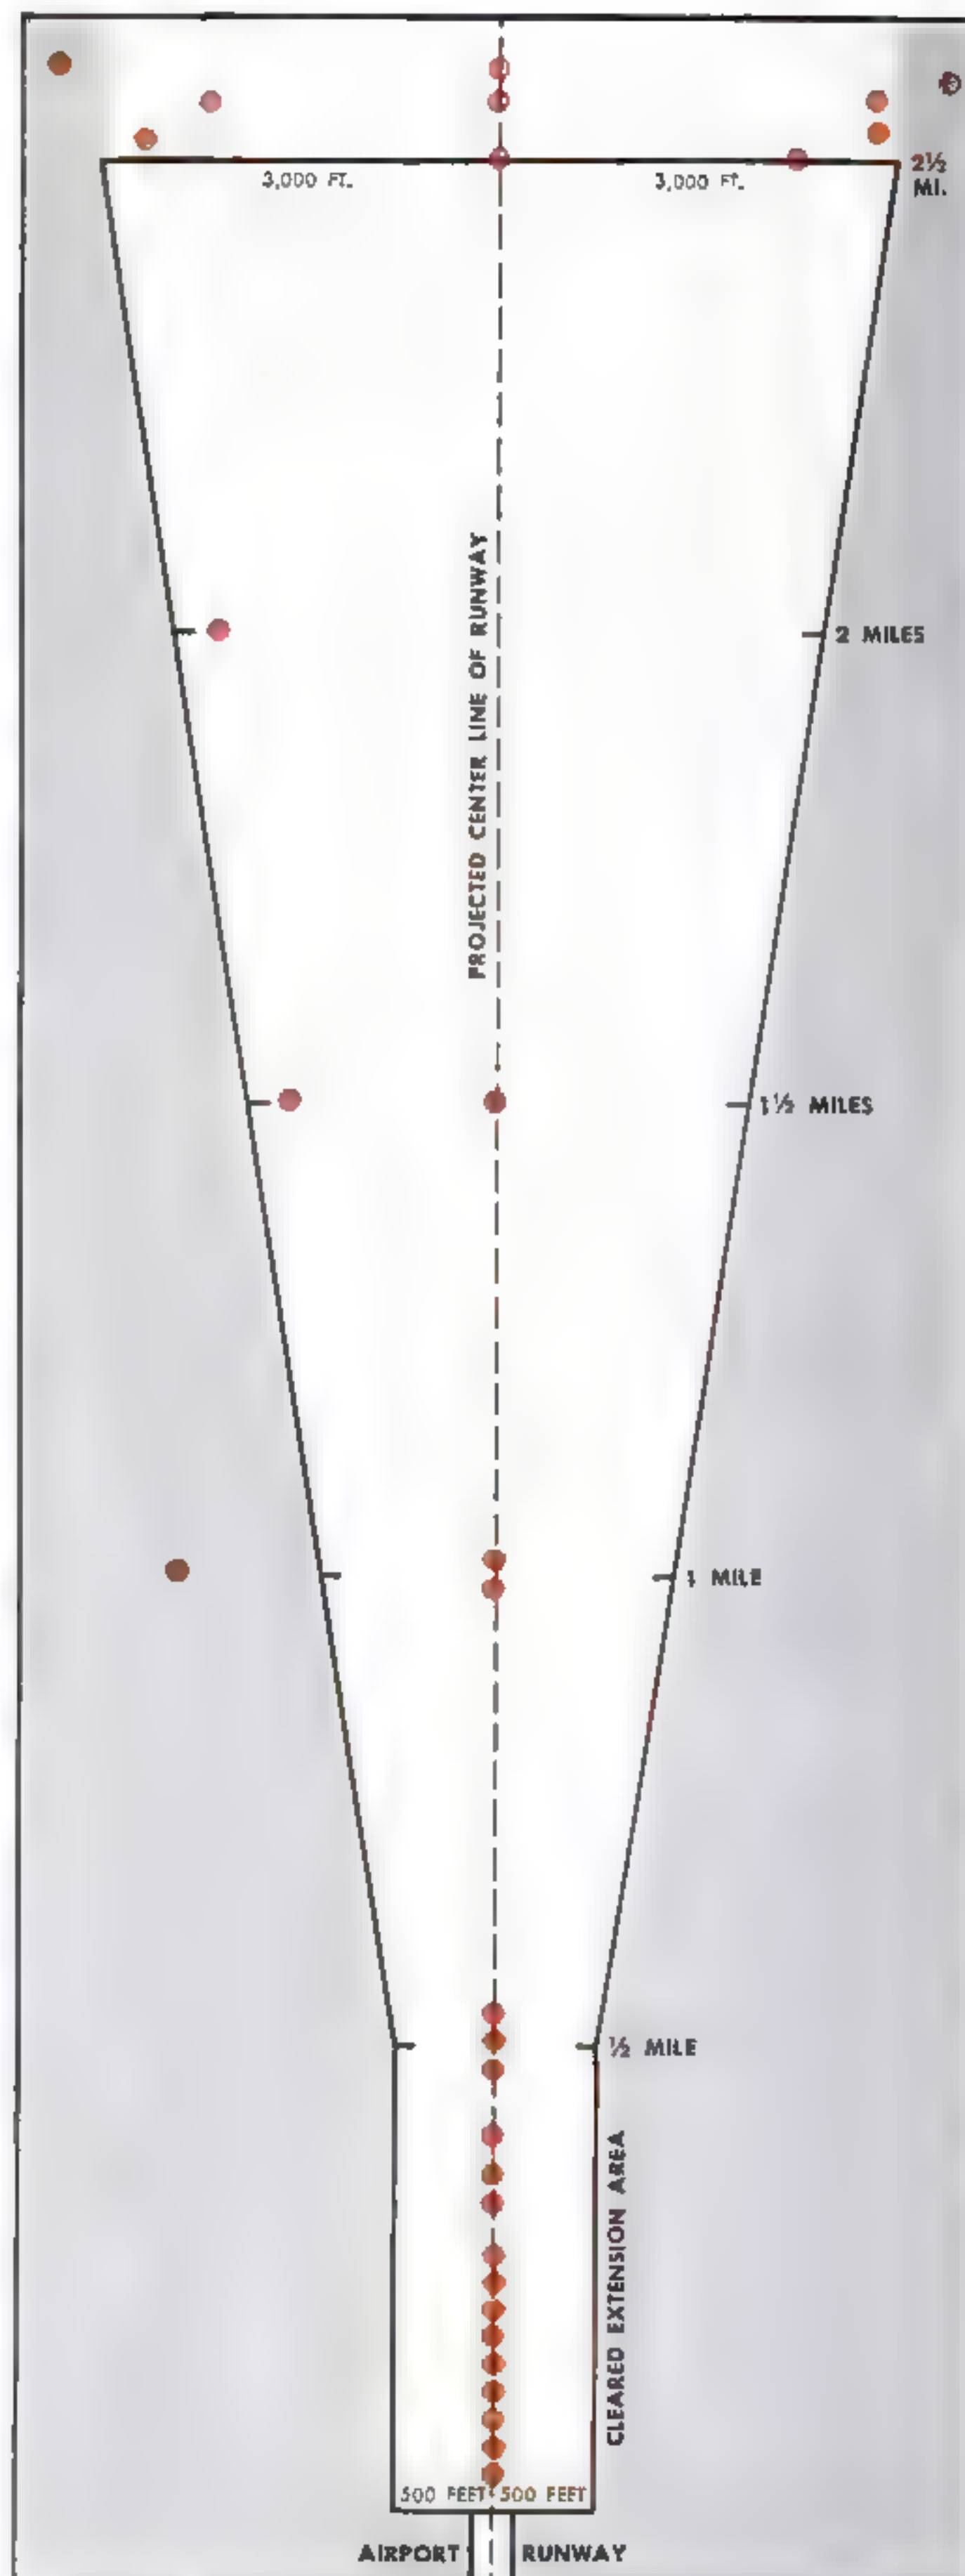 3,000 FT.
3,000 FT.
2½
MI.
PROJECTED CENTER LINE OF RUNWAY
2 MILES
1½ MILES
1 MILE
½ MILE
CLEARED EXTENSION AREA
500 FEET
500 FEET
AIRPORT
RUNWAY